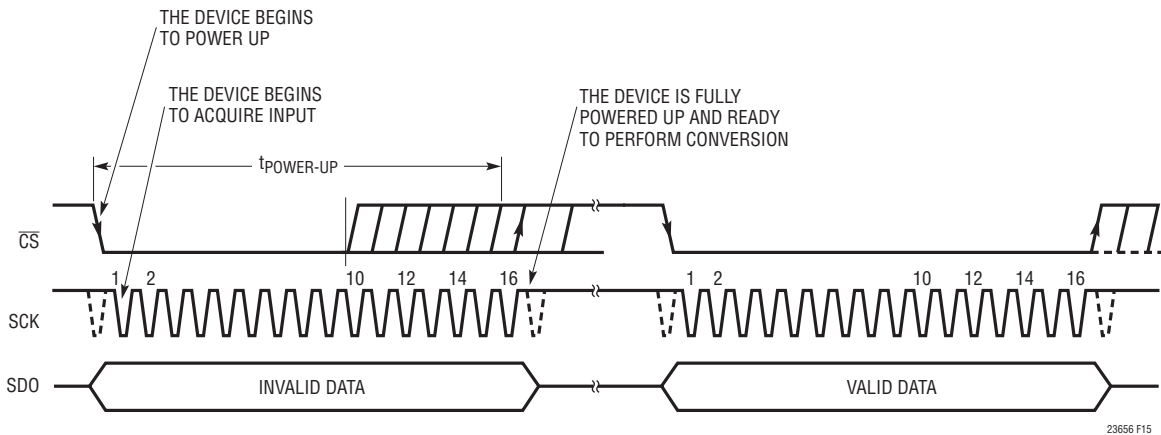 THE DEVICE BEGINS
TO POWER UP
THE DEVICE BEGINS
TO ACQUIRE INPUT
THE DEVICE IS FULLY
POWERED UP AND READY
TO PERFORM CONVERSION
tPOWER-UP
CS
1 2 10 12 14 16 1 2 10 12 14 16
SCK
SDO INVALID DATA VALID DATA
23656 F15